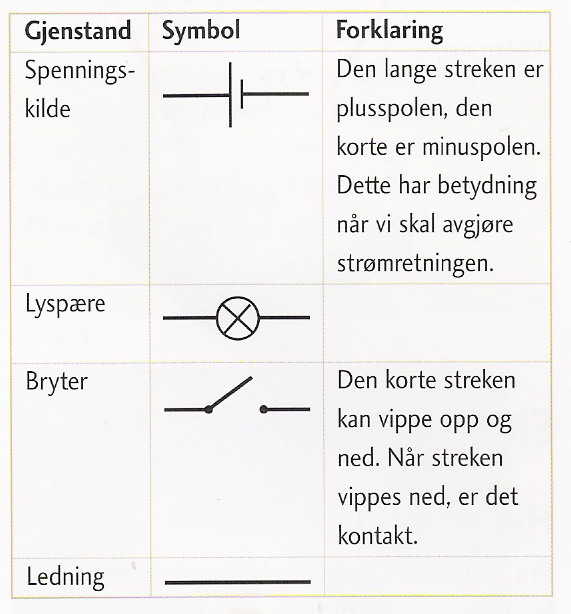 Gjenstand Symbol Forklaring
Spennings-
kilde
Den lange streken er
plusspolen, den
korte er minuspolen.
Dette har betydning
når vi skal avgjøre
strømretningen.
Lyspære
Bryter
Den korte streken
kan vippe opp og
ned. Når streken
vippes ned, er det
kontakt.
Ledning